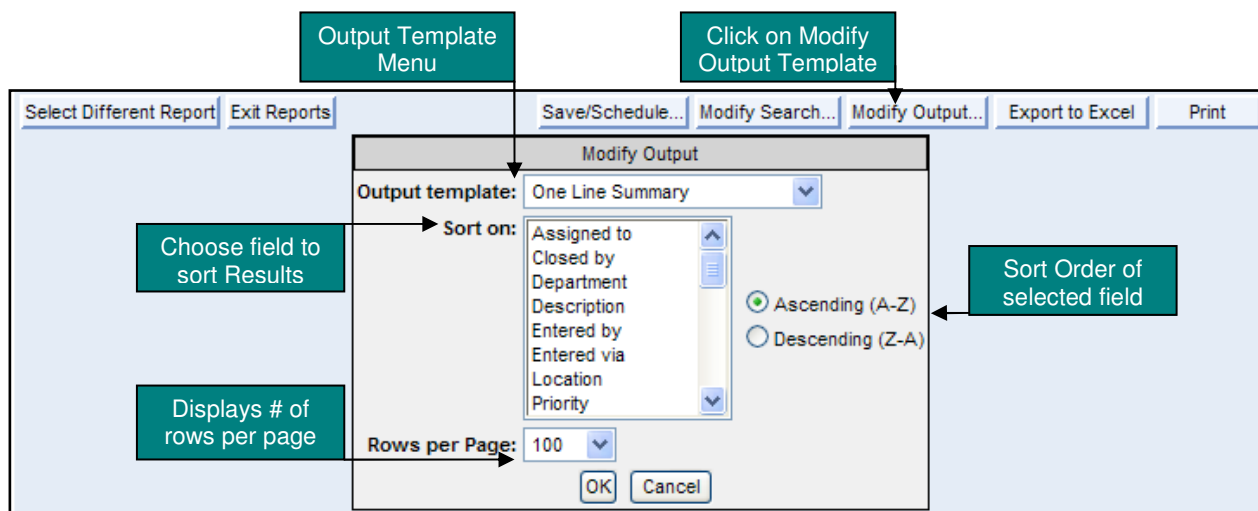 Output Template
Menu
Click on Modify
Output Template
Select Different Report Exit Reports Save/Schedule... Modify Search... Modify Output... Export to Excel Print
Modify Output
Output template: One Line Summary
Sort on:
Assigned to
Closed by
Department
Description
Entered by
Entered via
Location
Priority
Choose field to
sort Results
Ascending (A-Z)
Descending (Z-A)
Sort Order of
selected field
Displays # of
rows per page
Rows per Page: 100
OK Cancel